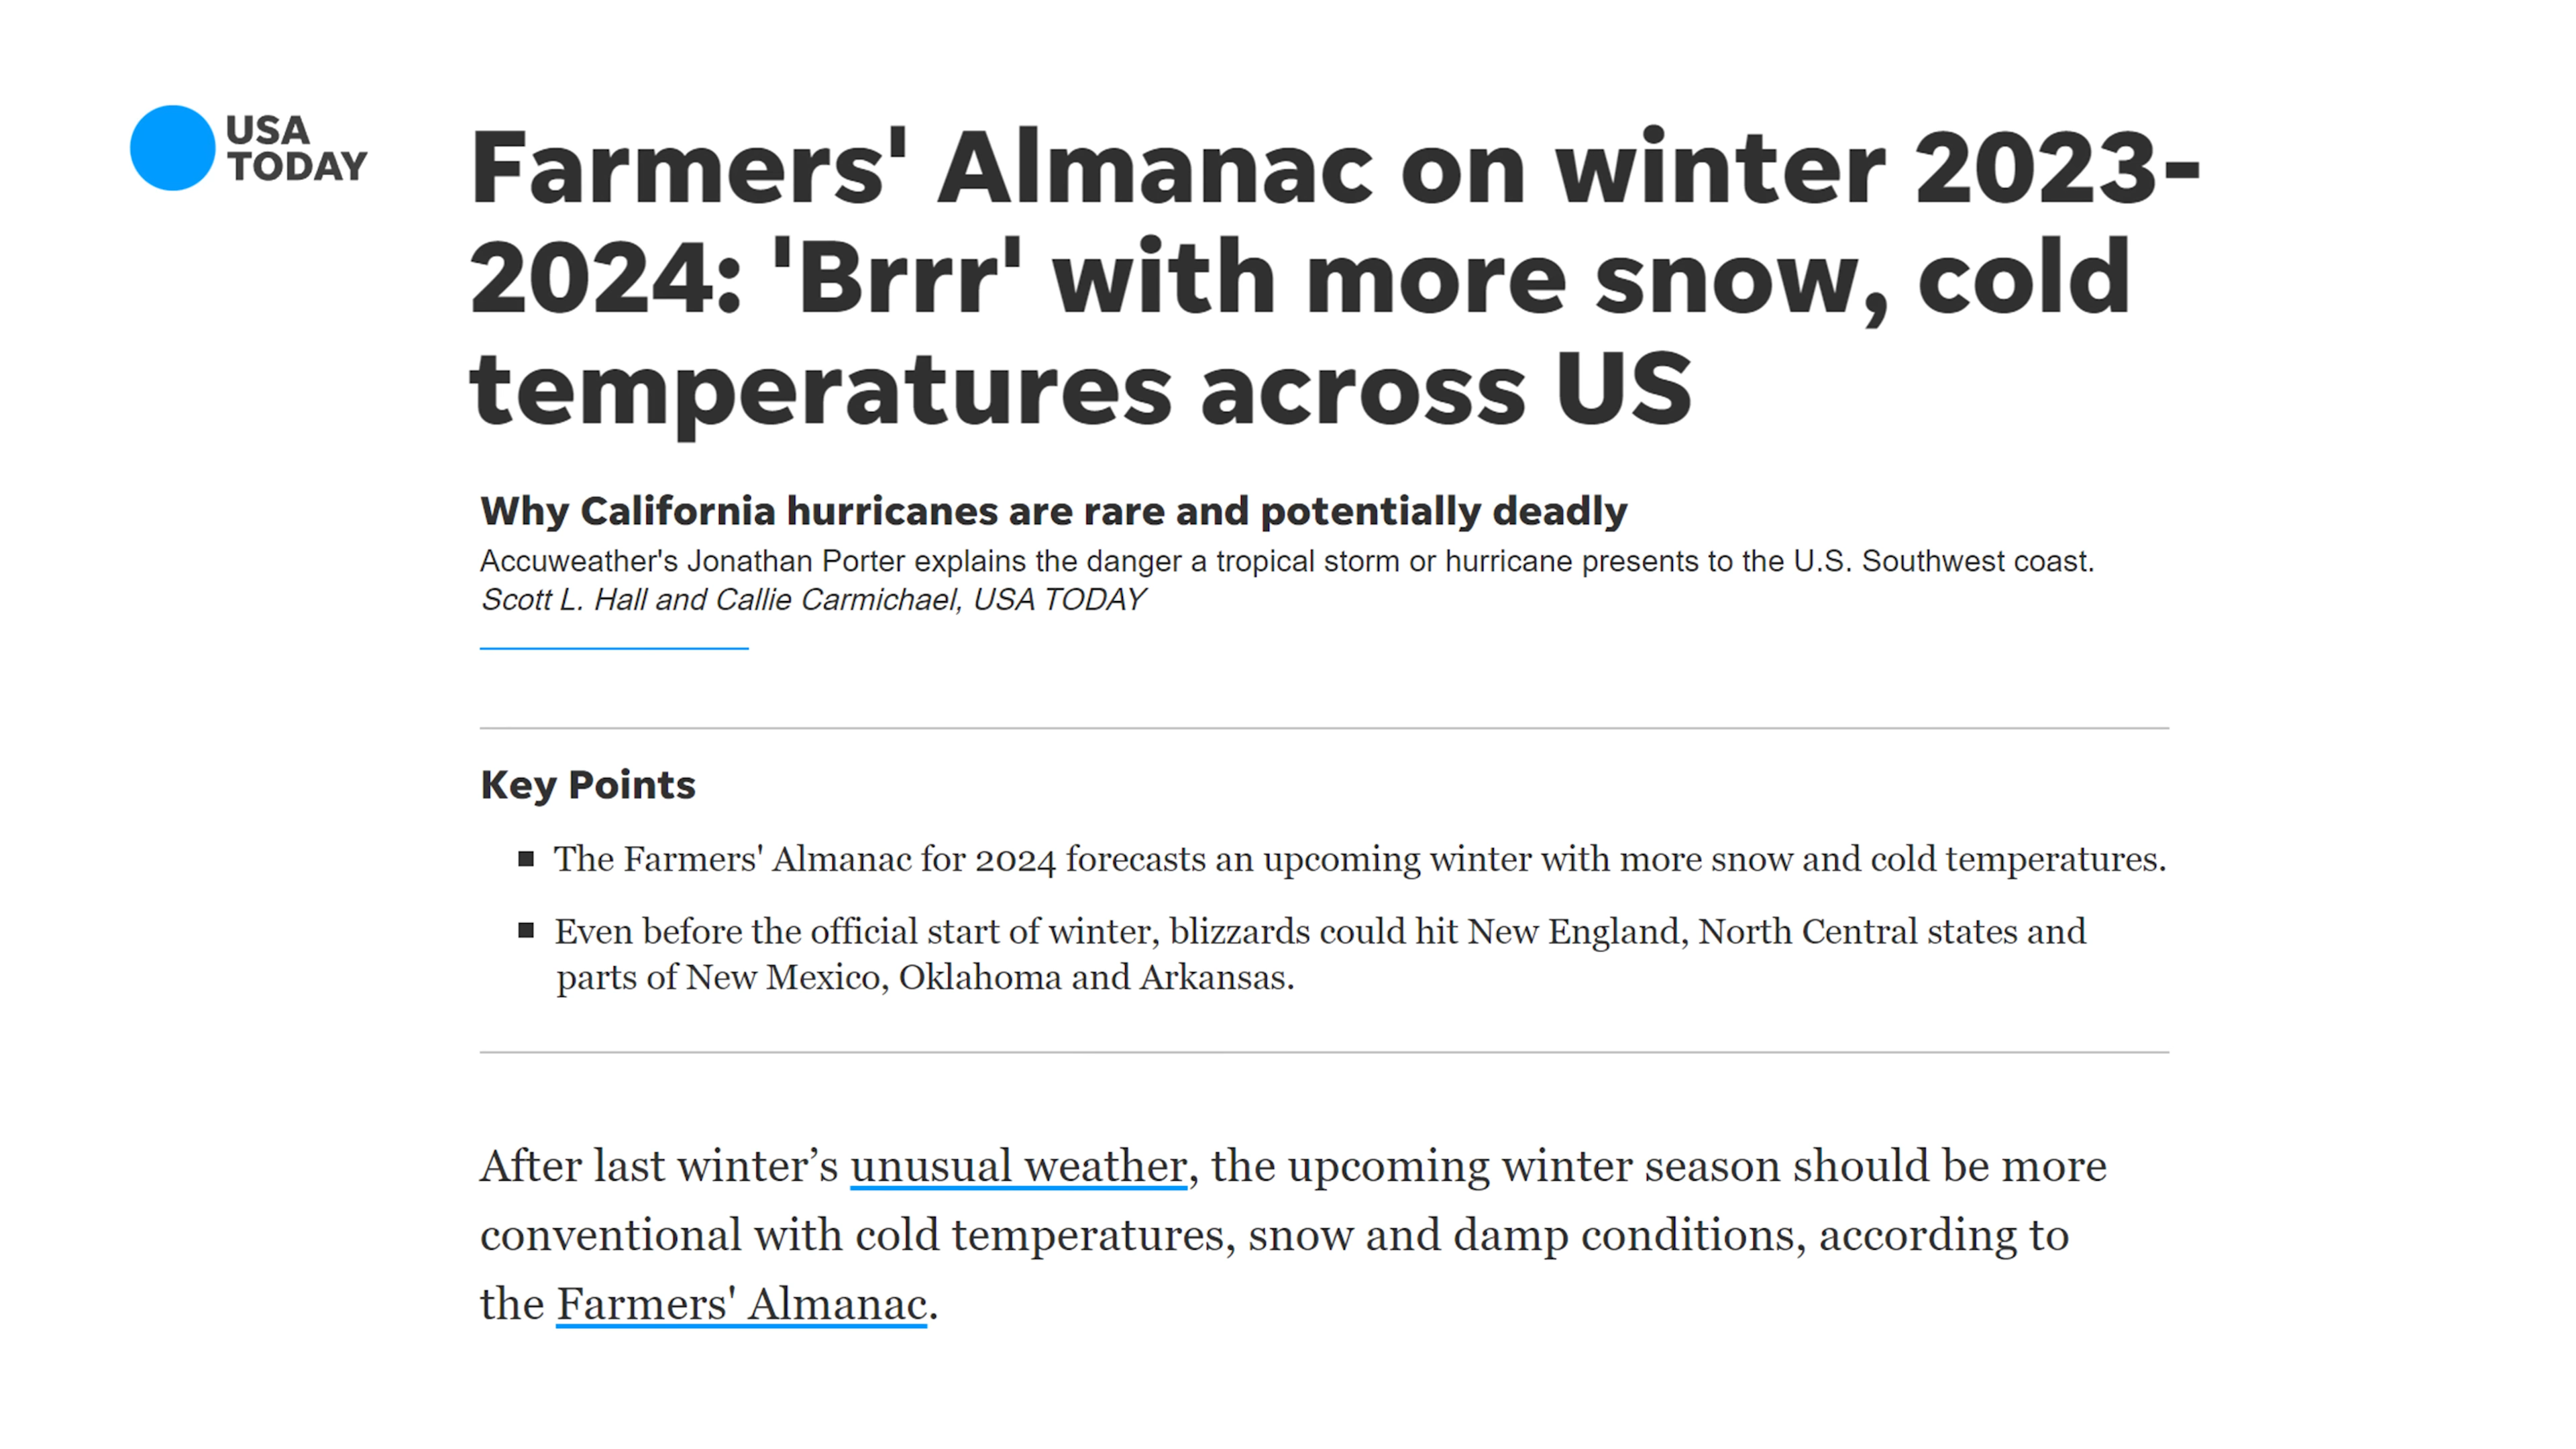 USA
TODAY
Farmers' Almanac on winter 2023-
2024: 'Brrr' with more snow, cold
temperatures across US
Why California hurricanes are rare and potentially deadly
Accuweather's Jonathan Porter explains the danger a tropical storm or hurricane presents to the U.S. Southwest coast.
Scott L. Hall and Callie Carmichael, USA TODAY
Key Points
■ The Farmers' Almanac for 2024 forecasts an upcoming winter with more snow and cold temperatures.
■ Even before the official start of winter, blizzards could hit New England, North Central states and
parts of New Mexico, Oklahoma and Arkansas.
After last winter’s unusual weather, the upcoming winter season should be more
conventional with cold temperatures, snow and damp conditions, according to
the Farmers' Almanac.